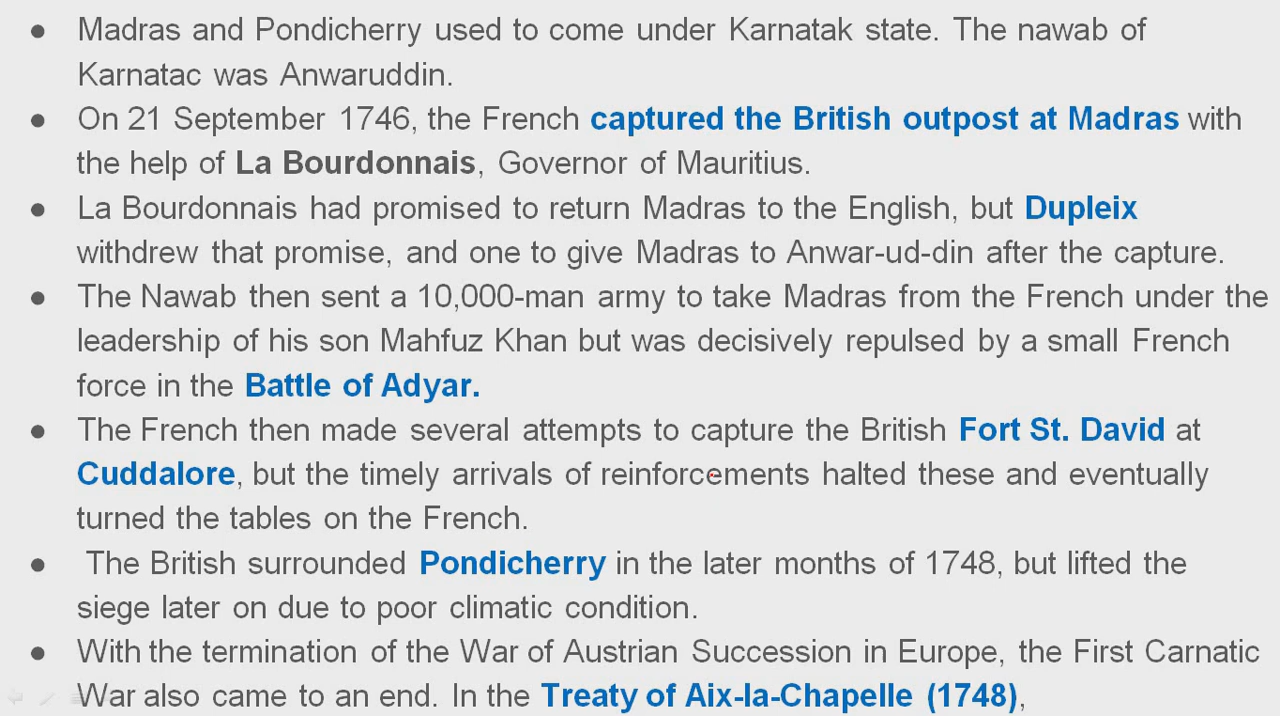 ● Madras and Pondicherry used to come under Karnatak state. The nawab of
Karnatac was Anwaruddin.
● On 21 September 1746, the French captured the British outpost at Madras with
the help of La Bourdonnais, Governor of Mauritius.
● La Bourdonnais had promised to return Madras to the English, but Dupleix
withdrew that promise, and one to give Madras to Anwar-ud-din after the capture.
● The Nawab then sent a 10,000-man army to take Madras from the French under the
leadership of his son Mahfuz Khan but was decisively repulsed by a small French
force in the Battle of Adyar.
● The French then made several attempts to capture the British Fort St. David at
Cuddalore, but the timely arrivals of reinforcements halted these and eventually
turned the tables on the French.
● The British surrounded Pondicherry in the later months of 1748, but lifted the
siege later on due to poor climatic condition.
● With the termination of the War of Austrian Succession in Europe, the First Carnatic
War also came to an end. In the Treaty of Aix-la-Chapelle (1748),